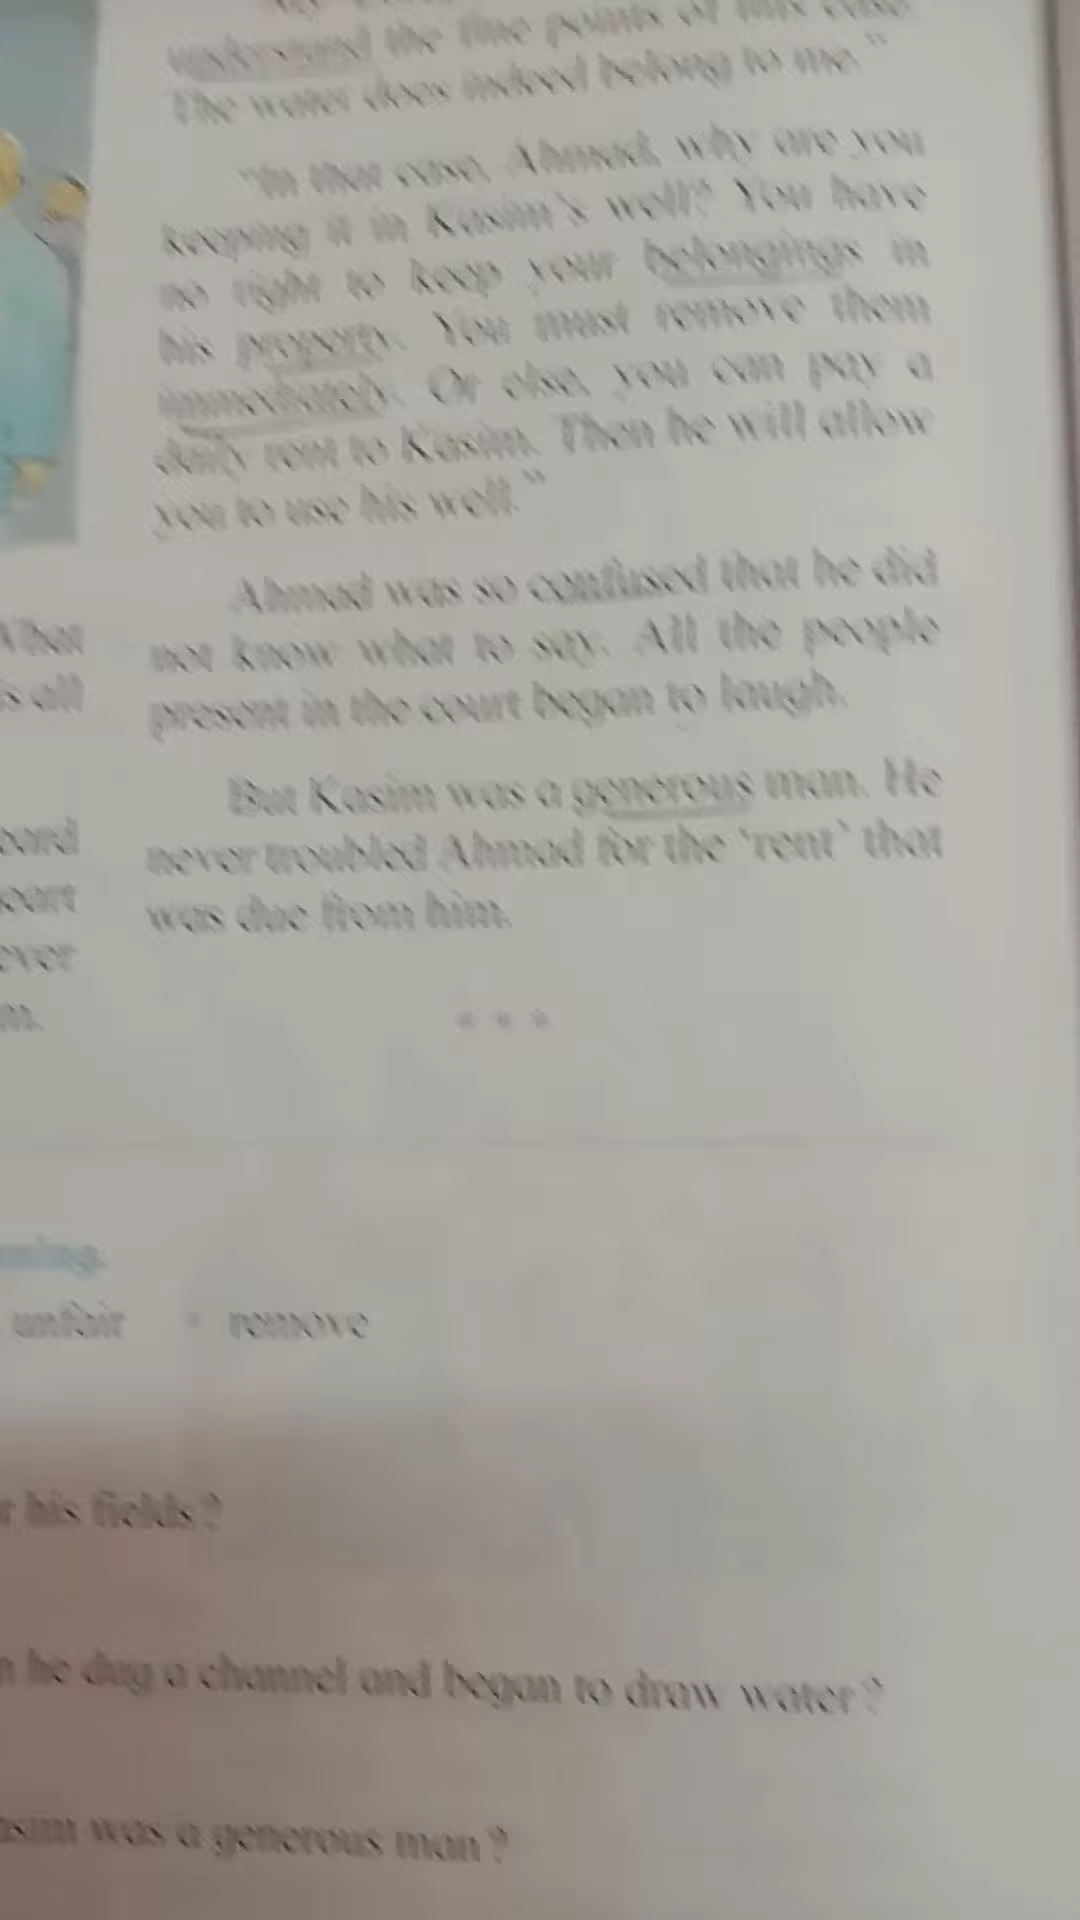 understand the fine points of this case.
The water does indeed belong to me."
"In that case, Ahmad, why are you
keeping it in Kasim's well? You have
no right to keep your belongings in
his property. You must remove them
immediately. Or else, you can pay a
daily rent to Kasim. Then he will allow
you to use his well."
Ahmad was so confused that he did
not know what to say. All the people
present in the court began to laugh.
But Kasim was a generous man. He
never troubled Ahmad for the 'rent' that
was due from him.
* * *
What
all
unfair • remove
his fields?
he dug a channel and began to draw water?
was a generous man?